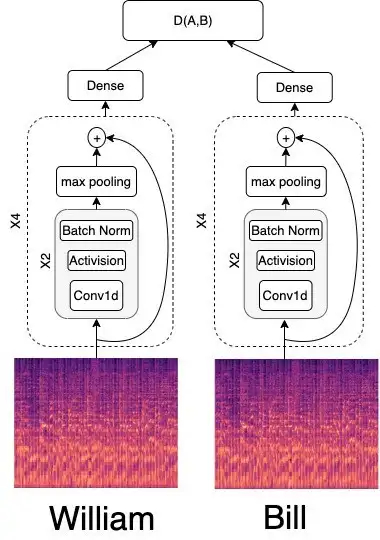 D(A,B)
Dense
Dense
+
+
max pooling
max pooling
X4
X4
Batch Norm
Batch Norm
X2
X2
Activision
Activision
Conv1d
Conv1d
William
Bill